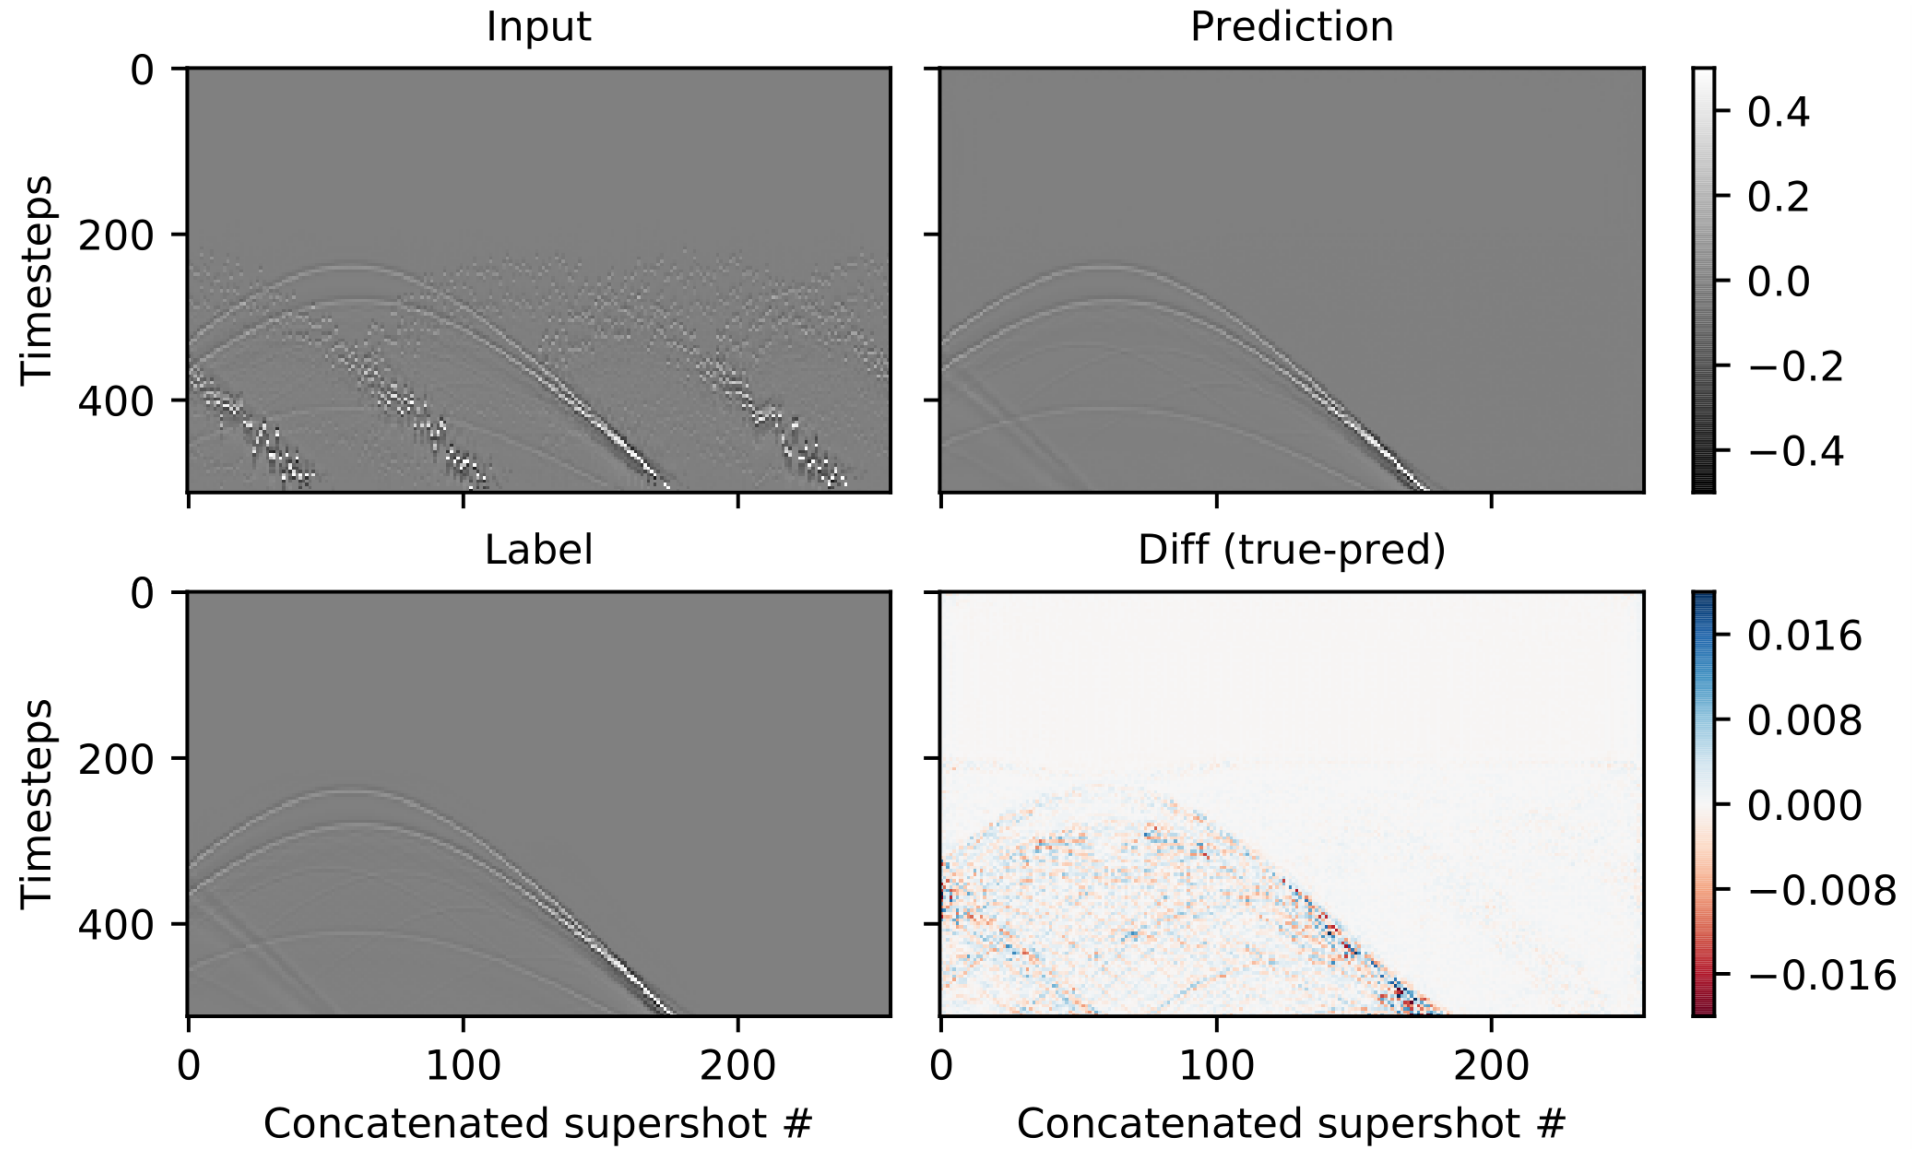 Input
Prediction
0
200
400
Timesteps
0.4
0.2
0.0
−0.2
−0.4
Label
Diff (true-pred)
0
200
400
Timesteps
0.016
0.008
0.000
−0.008
−0.016
0 100 200
0 100 200
Concatenated supershot #
Concatenated supershot #